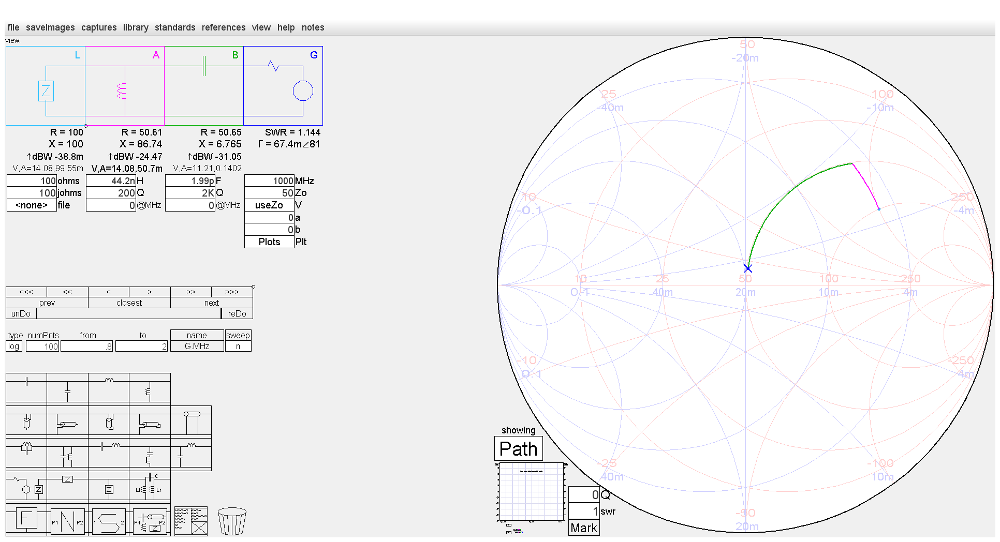 file saveImages captures library standards references view help notes
view:
L A B G
R = 100 R = 50.61 R = 50.65 SWR = 1.144
X = 100 X = 86.74 X = 6.765 Γ = 67.4m∠81
↑dBW -38.8m ↑dBW -24.47 ↑dBW -31.05
V,A=14.08,99.55m V,A=14.08,50.7m V,A=11.21,0.1402
100 ohms 44.2n H 1.99p F 1000 MHz
100 johms 200 Q 2K Q 50 Zo
<none> file 0 @MHz 0 @MHz useZo V
0 a
0 b
Plots Plt
<<< << < > >> >>>
prev closest next
unDo reDo
type numPnts from to name sweep
log 100 .8 2 G.MHz n
Z
Z
Z Z C Ll Lr
F P1 N P2 1 S 2 P1 P2 Z
50
-20m
25 100
-40m -10m
10 250
-0.1 -4m
10 25 50 100 250
0.1 40m 20m 10m 4m
-10 -250
0.1 4m
-25 -100
40m 10m
-50
20m
showing
Path
0 Q
1 swr
Mark